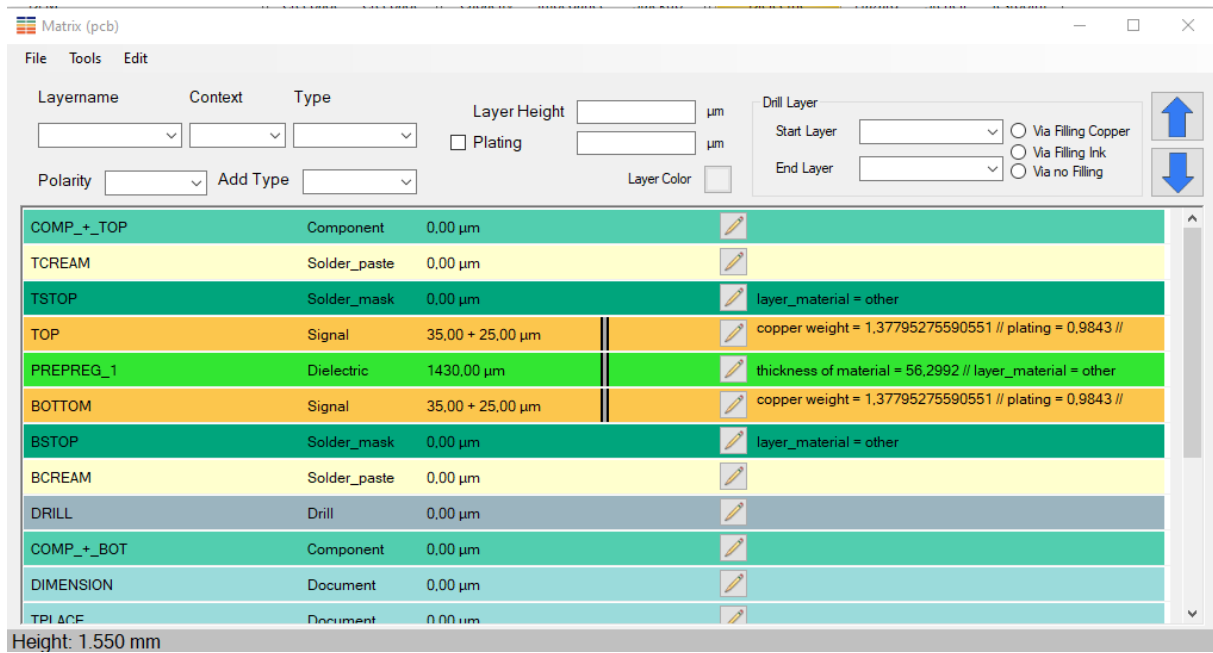 Matrix (pcb)
File Tools Edit
Layername Context Type
Layer Height µm
Plating µm
Polarity Add Type
Layer Color
Drill Layer
Start Layer
End Layer
Via Filling Copper
Via Filling Ink
Via no Filling
COMP_+_TOP Component 0,00 µm
TCREAM Solder_paste 0,00 µm
TSTOP Solder_mask 0,00 µm layer_material = other
TOP Signal 35,00 + 25,00 µm copper weight = 1,37795275590551 // plating = 0,9843 //
PREPREG_1 Dielectric 1430,00 µm thickness of material = 56,2992 // layer_material = other
BOTTOM Signal 35,00 + 25,00 µm copper weight = 1,37795275590551 // plating = 0,9843 //
BSTOP Solder_mask 0,00 µm layer_material = other
BCREAM Solder_paste 0,00 µm
DRILL Drill 0,00 µm
COMP_+_BOT Component 0,00 µm
DIMENSION Document 0,00 µm
TPLACE Document 0,00 µm
Height: 1.550 mm